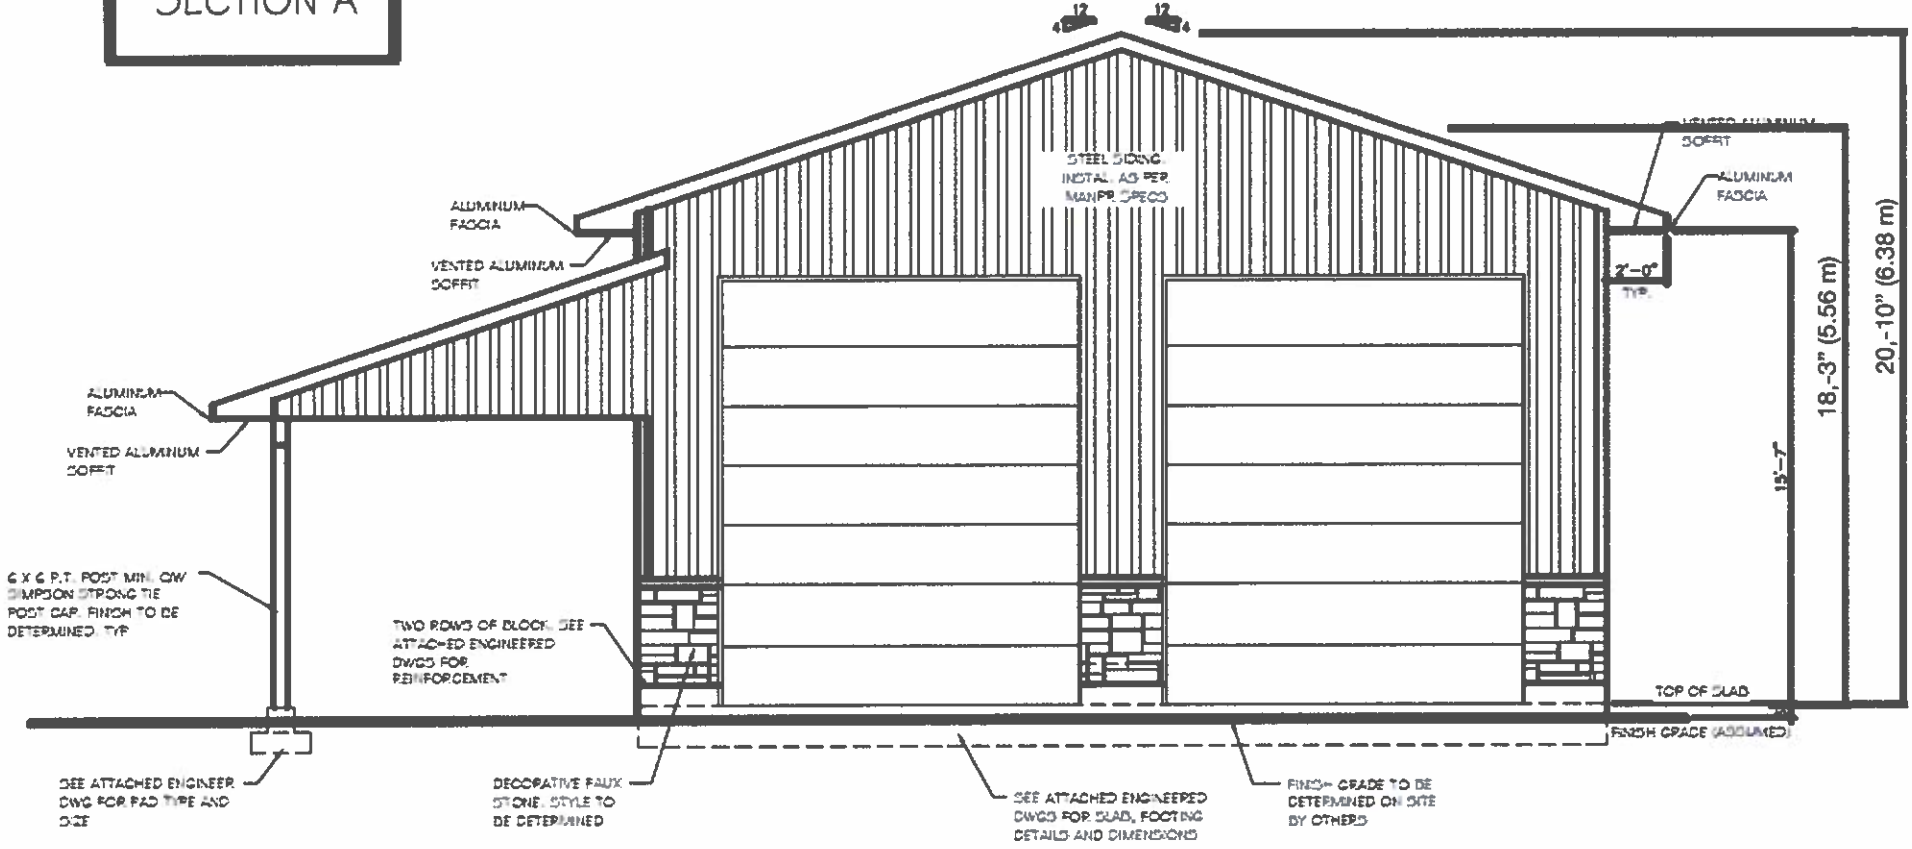 SECTION A
12
4
12
4
VENTED ALUMINUM
SOFFIT
ALUMINUM
FASCIA
STEEL SIDING.
INSTALL AS PER
MANFR. SPECS
ALUMINUM
FASCIA
VENTED ALUMINUM
SOFFIT
2'-0"
TYP.
18,-3" (5.56 m)
20,-10" (6.38 m)
15'-7"
ALUMINUM
FASCIA
VENTED ALUMINUM
SOFFIT
6 X 6 P.T. POST MIN. C/W
SIMPSON STRONG TIE
POST CAP. FINISH TO BE
DETERMINED. TYP
TWO ROWS OF BLOCK. SEE
ATTACHED ENGINEERED
DWGS FOR
REINFORCEMENT
TOP OF SLAB
FINISH GRADE (ASSUMED)
SEE ATTACHED ENGINEER
DWG FOR PAD TYPE AND
SIZE
DECORATIVE FAUX
STONE. STYLE TO
BE DETERMINED
SEE ATTACHED ENGINEERED
DWGS FOR SLAB, FOOTING
DETAILS AND DIMENSIONS
FINISH GRADE TO BE
DETERMINED ON SITE
BY OTHERS